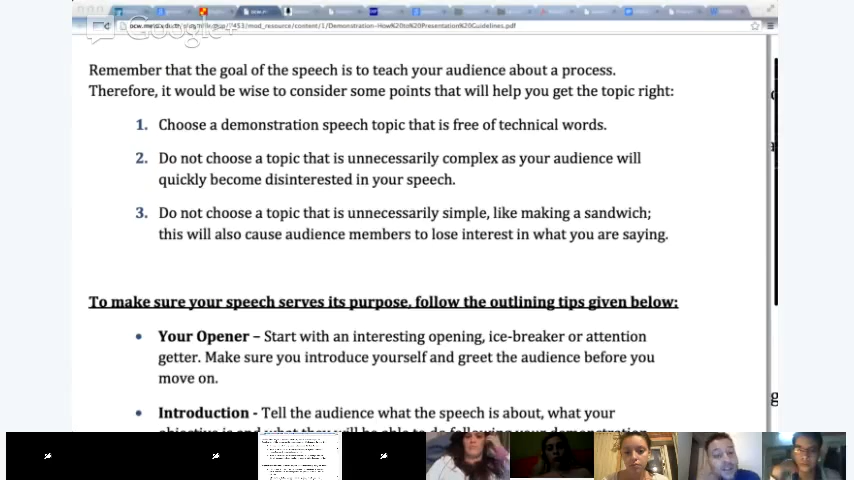 Google+
Remember that the goal of the speech is to teach your audience about a process.
Therefore, it would be wise to consider some points that will help you get the topic right:
1. Choose a demonstration speech topic that is free of technical words.
2. Do not choose a topic that is unnecessarily complex as your audience will
quickly become disinterested in your speech.
3. Do not choose a topic that is unnecessarily simple, like making a sandwich;
this will also cause audience members to lose interest in what you are saying.
To make sure your speech serves its purpose, follow the outlining tips given below:
• Your Opener – Start with an interesting opening, ice-breaker or attention
getter. Make sure you introduce yourself and greet the audience before you
move on.
• Introduction - Tell the audience what the speech is about, what your